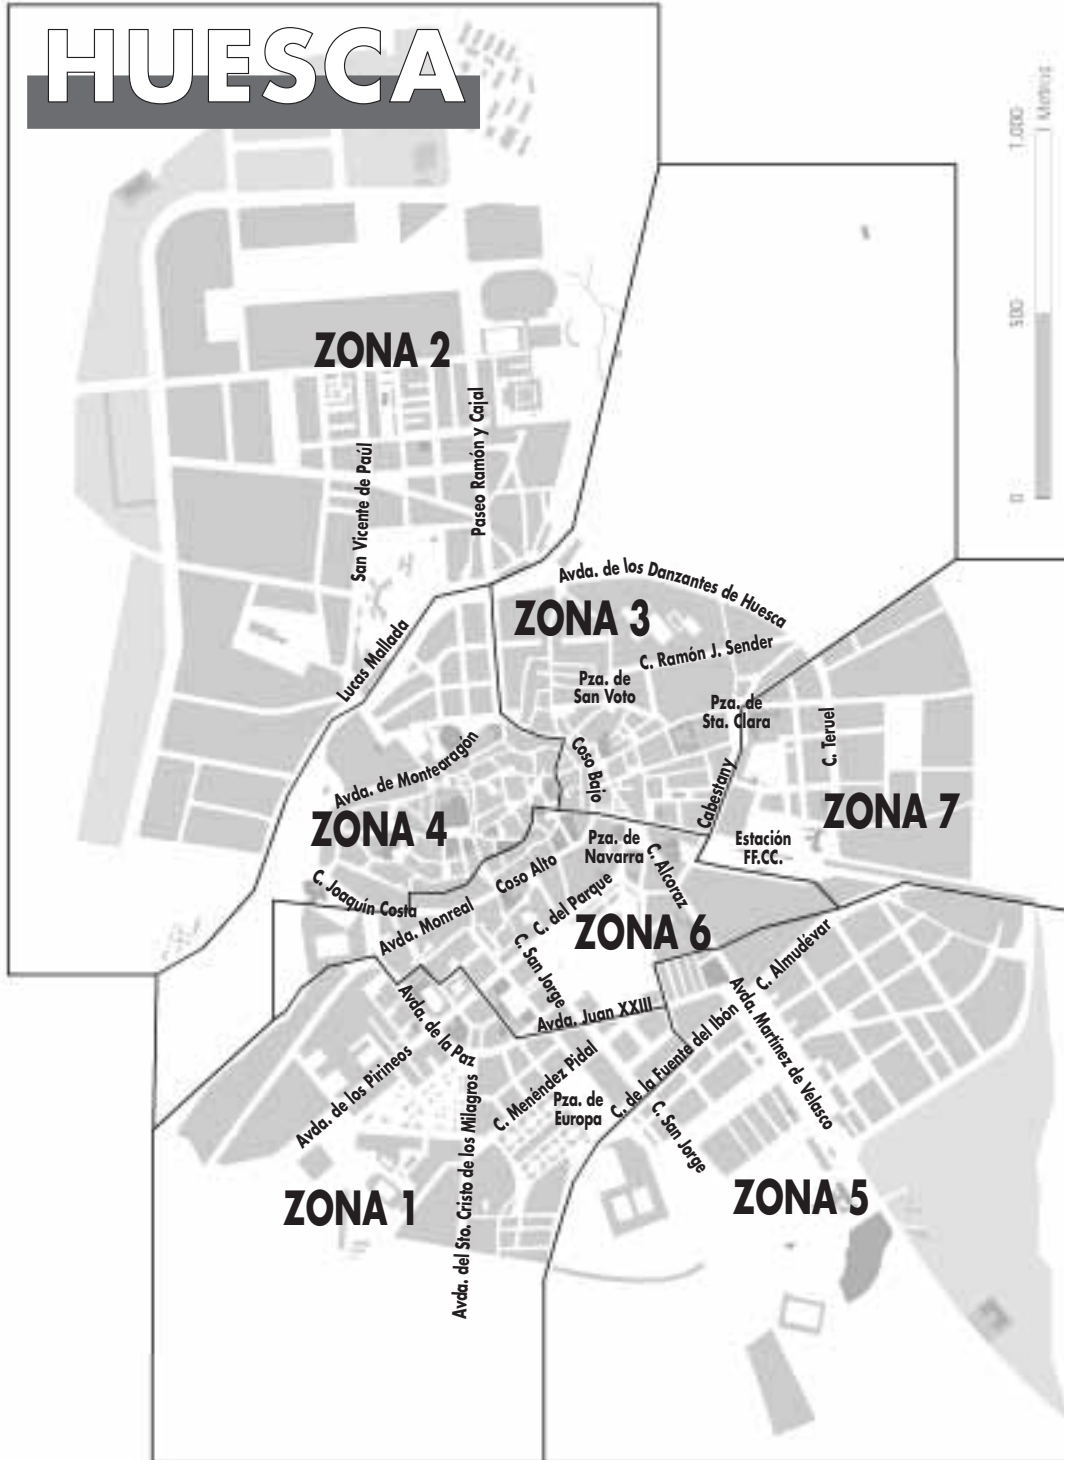 HUESCA
1.000
Metros
500
0
ZONA 2
Paseo Ramón y Cajal
San Vicente de Paúl
Lucas Mallada
Avda. de los Danzantes de Huesca
ZONA 3
C. Ramón J. Sender
Pza. de
San Voto
Pza. de
Sta. Clara
C. Teruel
Coso Bajo
Cabestany
Avda. de Montearagón
ZONA 4
ZONA 7
Estación
FF.CC.
Pza. de
Navarra
C. Alcoraz
Coso Alto
C. del Parque
C. Joaquín Costa
Avda. Monreal
ZONA 6
C. San Jorge
C. Almudévar
Avda. Juan XXIII
Avda. de la Paz
Avda. de los Pirineos
C. Menéndez Pidal
Pza. de
Europa
C. de la Fuente del Ibón
Avda. Martínez de Velasco
C. San Jorge
Avda. del Sto. Cristo de los Milagros
ZONA 1
ZONA 5